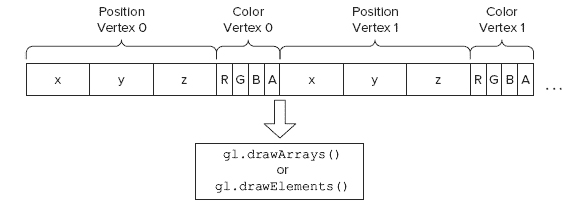 Position Color Position Color
Vertex 0 Vertex 0 Vertex 1 Vertex 1
x y z R G B A x y z R G B A ...
gl.drawArrays()
or
gl.drawElements()